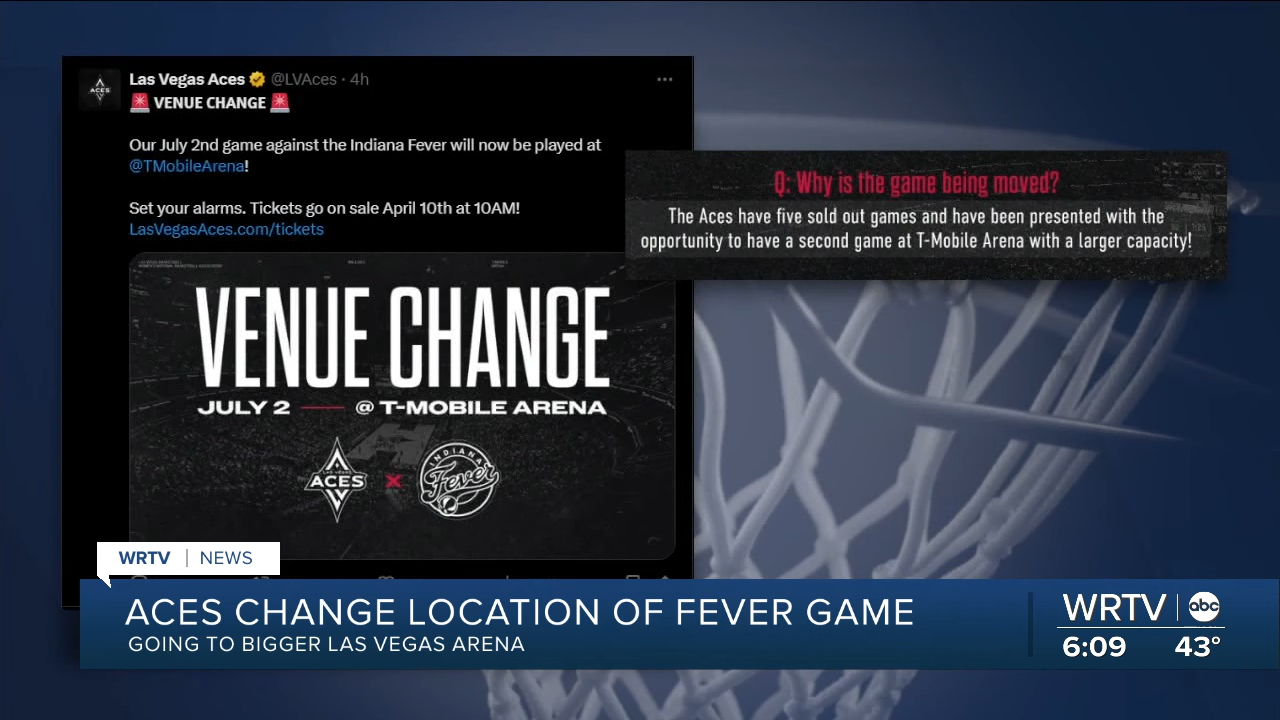 Las Vegas Aces @LVAces · 4h
🚨 VENUE CHANGE 🚨
Our July 2nd game against the Indiana Fever will now be played at
@TMobileArena!
Set your alarms. Tickets go on sale April 10th at 10AM!
LasVegasAces.com/tickets
VENUE CHANGE
JULY 2 — @ T-MOBILE ARENA
LAS VEGAS
ACES
X
INDIANA
Fever
Q: Why is the game being moved?
The Aces have five sold out games and have been presented with the
opportunity to have a second game at T-Mobile Arena with a larger capacity!
WRTV | NEWS
ACES CHANGE LOCATION OF FEVER GAME
GOING TO BIGGER LAS VEGAS ARENA
WRTV | abc
6:09 43°